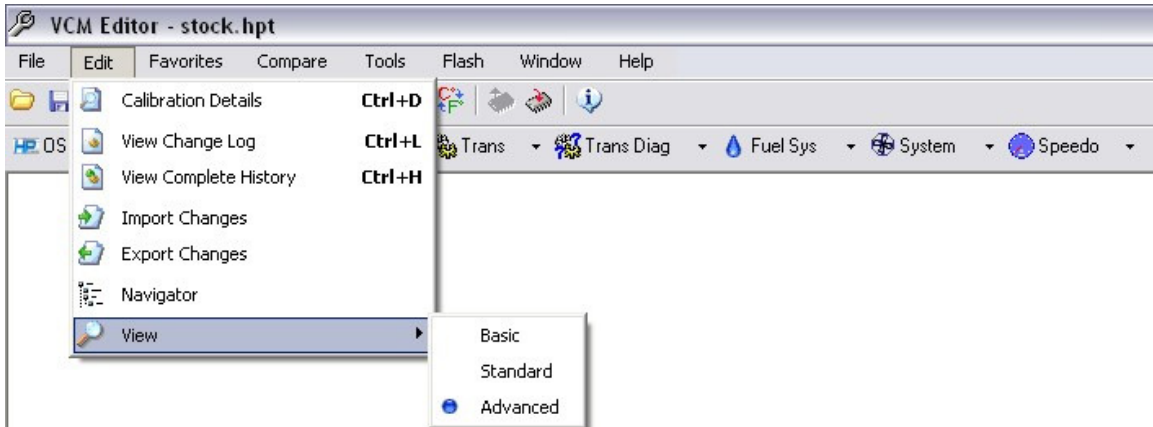 VCM Editor - stock.hpt
File Edit Favorites Compare Tools Flash Window Help
Calibration Details Ctrl+D
View Change Log Ctrl+L
View Complete History Ctrl+H
Import Changes
Export Changes
Navigator
View
Basic
Standard
Advanced
C° F°
HP OS Trans Trans Diag Fuel Sys System Speedo